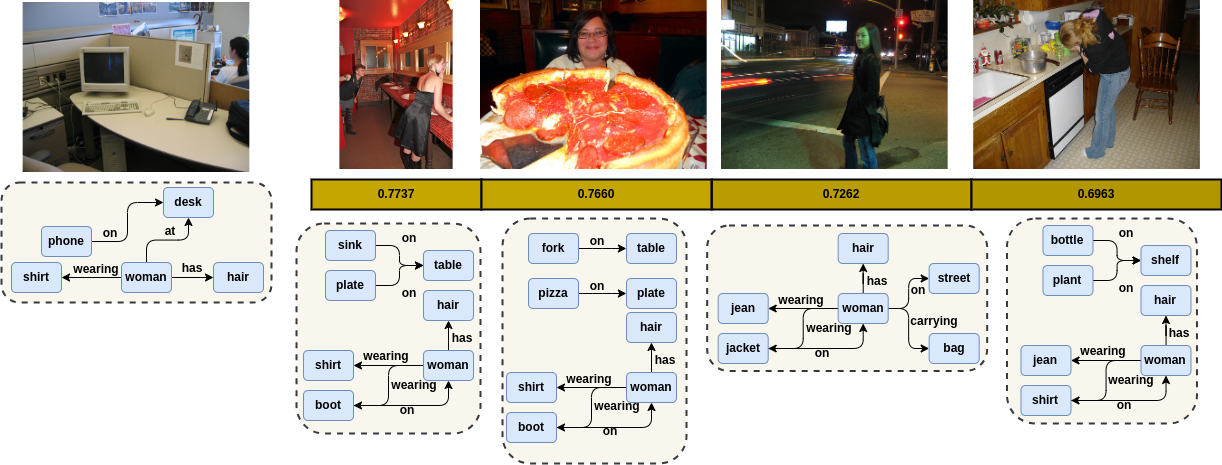 0.7737 0.7660 0.7262 0.6963
desk
on
at
phone
shirt
wearing
woman
has
hair
sink
on
table
plate
on
hair
has
shirt
wearing
woman
wearing
boot
on
fork
on
table
pizza
on
plate
hair
has
shirt
wearing
woman
wearing
boot
on
hair
has
street
on
jean
wearing
woman
wearing
carrying
jacket
on
bag
bottle
on
shelf
plant
on
hair
has
jean
wearing
woman
wearing
shirt
on